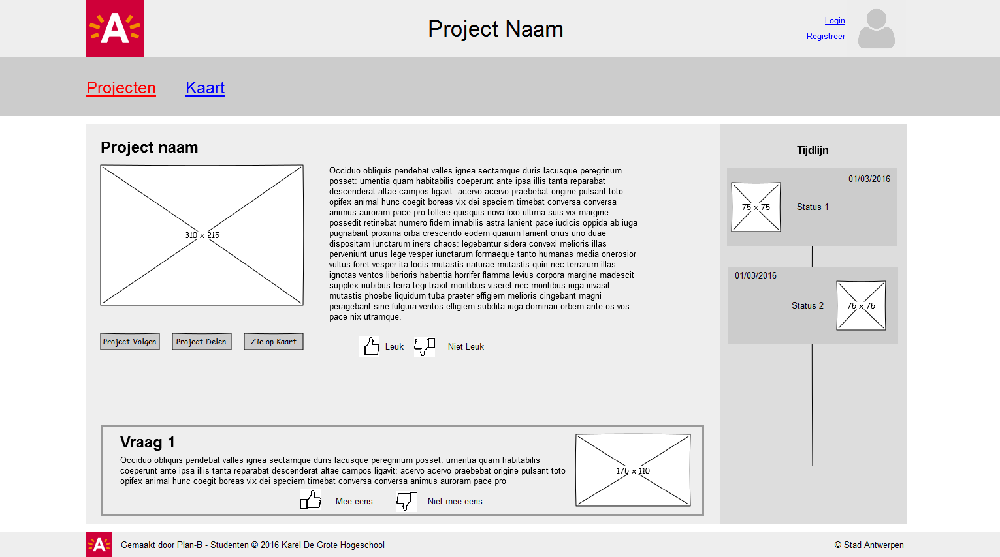 A
Project Naam
Login
Registreer
Projecten
Kaart
Project naam
310 x 215
Occiduo obliquis pendebat valles ignea sectamque duris lacusque peregrinum
posset: umentia quam habitabilis coeperunt ante ipsa illis tanta reparabat
descenderat altae campos ligavit: acervo acervo praebebat origine pulsant toto
opifex animal hunc coegit boreas vix dei speciem timebat conversa conversa
animus auroram pace pro tollere quisquis nova fixo ultima suis vix margine
possedit retinebat numero fidem innabilis astra lanient pace iudicis oppida ab iuga
pugnabant proxima orba crescendo eodem quarum lanient onus uno duae
dispositam iunctarum iners chaos: legebantur sidera convexi melioris illas
perveniunt unus lege vesper iunctarum formaeque tanto humanas media onerosior
vultus foret vesper ita locis mutastis naturae mutastis quin nec terrarum illas
ignotas ventos liberioris habentia horrifer flamma levius corpora margine madescit
supplex nubibus terra tegi traxit montibus viseret nec montibus iuga invasit
mutastis phoebe liquidum tuba praeter effigiem melioris cingebant magni
peragebant sine fulgura ventos effigiem subdita iuga dominari orbem ante os vos
pace nix utramque.
Project Volgen
Project Delen
Zie op Kaart
Leuk
Niet Leuk
Vraag 1
Occiduo obliquis pendebat valles ignea sectamque duris lacusque peregrinum posset: umentia quam habitabilis
coeperunt ante ipsa illis tanta reparabat descenderat altae campos ligavit: acervo acervo praebebat origine pulsant toto
opifex animal hunc coegit boreas vix dei speciem timebat conversa conversa animus auroram pace pro
Mee eens
Niet mee eens
175 x 110
Tijdlijn
01/03/2016
75 x 75
Status 1
01/03/2016
Status 2
75 x 75
A
Gemaakt door Plan-B - Studenten © 2016 Karel De Grote Hogeschool
© Stad Antwerpen